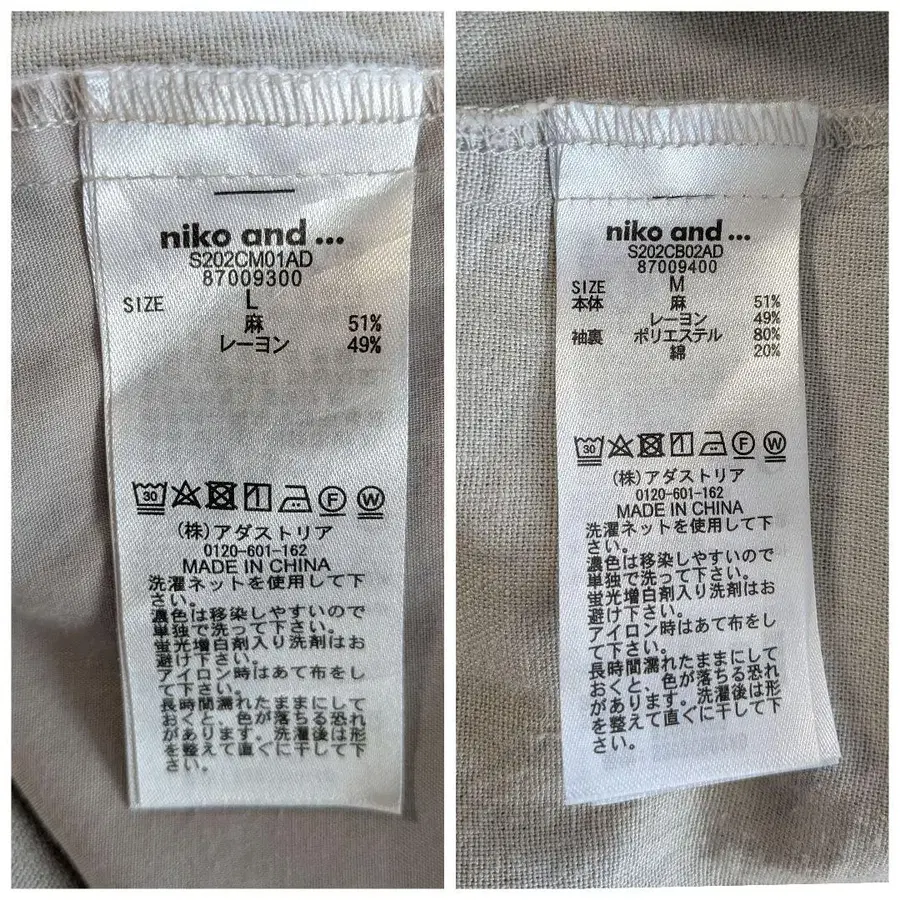 niko and ...
S202CM01AD
87009300
SIZE L
麻 51%
レーヨン 49%
30
F
W
(株)アダストリア
0120-601-162
MADE IN CHINA
洗濯ネットを使用して下
さい。
濃色は移染しやすいので
単独で洗って下さい。
蛍光増白剤入り洗剤はお
避け下さい。
アイロン時はあて布をし
て下さい。
長時間濡れたままにして
おくと、色が落ちる恐れ
があります。洗濯後は形
を整えて直ぐに干して下
さい。
niko and ...
S202CB02AD
87009400
SIZE M
本体 麻 51%
レーヨン 49%
袖裏 ポリエステル 80%
綿 20%
30
F
W
(株)アダストリア
0120-601-162
MADE IN CHINA
洗濯ネットを使用して下
さい。
濃色は移染しやすいので
単独で洗って下さい。
蛍光増白剤入り洗剤はお
避け下さい。
アイロン時はあて布をし
て下さい。
長時間濡れたままにして
おくと、色が落ちる恐れ
があります。洗濯後は形
を整えて直ぐに干して下
さい。